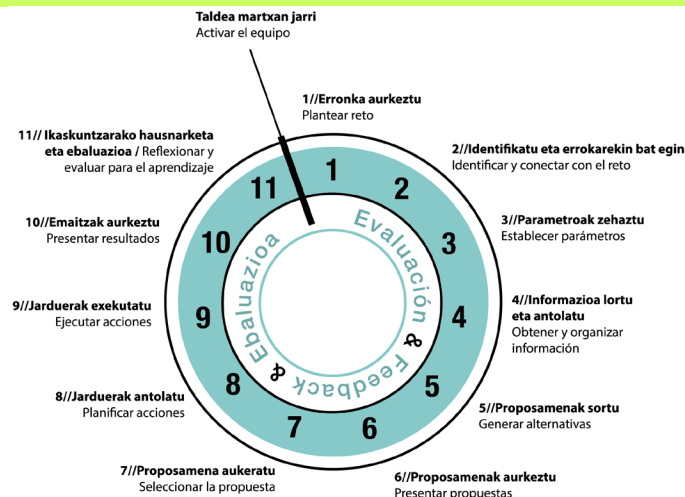 Taldea martxan jarri
Activar el equipo
1//Erronka aurkeztu
Plantear reto
2//Identifikatu eta errokarekin bat egin
Identificar y conectar con el reto
3//Parametroak zehaztu
Establecer parámetros
4//Informazioa lortu
eta antolatu
Obtener y organizar
información
5//Proposamenak sortu
Generar alternativas
6//Proposamenak aurkeztu
Presentar propuestas
7//Proposamena aukeratu
Seleccionar la propuesta
8//Jarduerak antolatu
Planificar acciones
9//Jarduerak exekutatu
Ejecutar acciones
10//Emaitzak aurkeztu
Presentar resultados
11// Ikaskuntzarako hausnarketa
eta ebaluazioa / Reflexionar y
evaluar para el aprendizaje
1
2
3
4
5
6
7
8
9
10
11
Evaluación & Feedback & Ebaluazioa